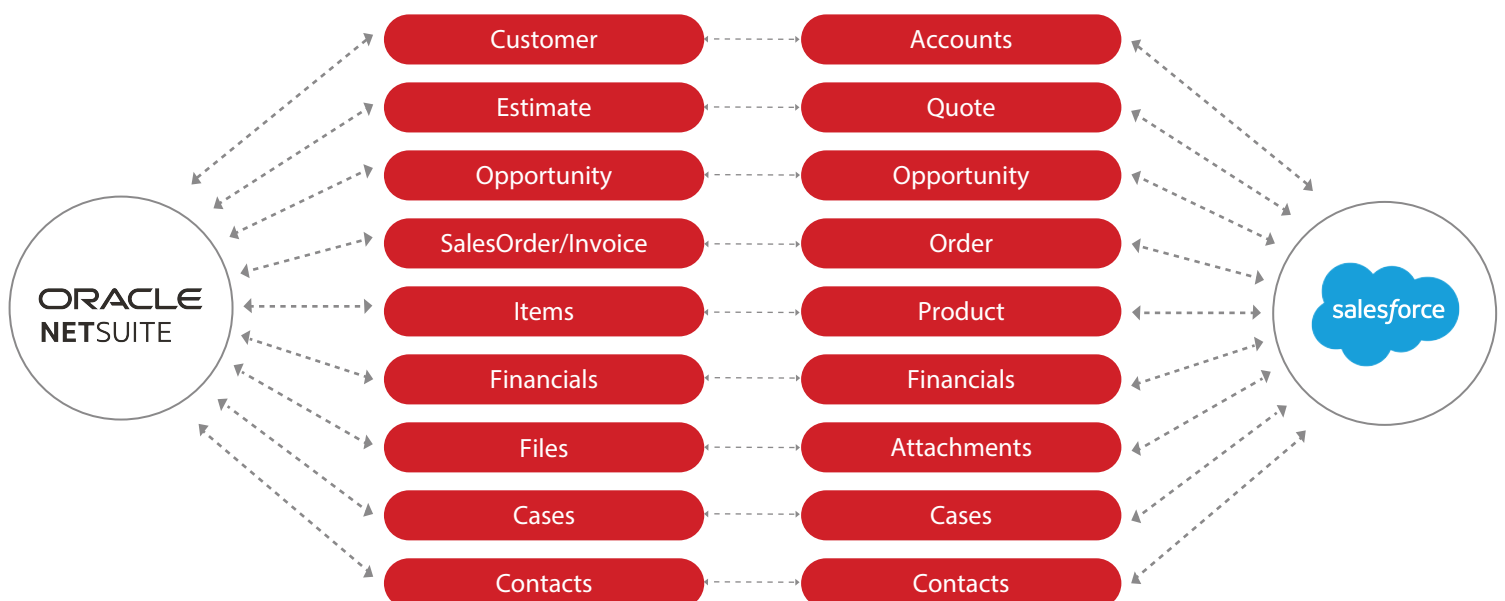 Customer
Accounts
Estimate
Quote
Opportunity
Opportunity
SalesOrder/Invoice
Order
ORACLE
NETSUITE
Items
Product
salesforce
Financials
Financials
Files
Attachments
Cases
Cases
Contacts
Contacts